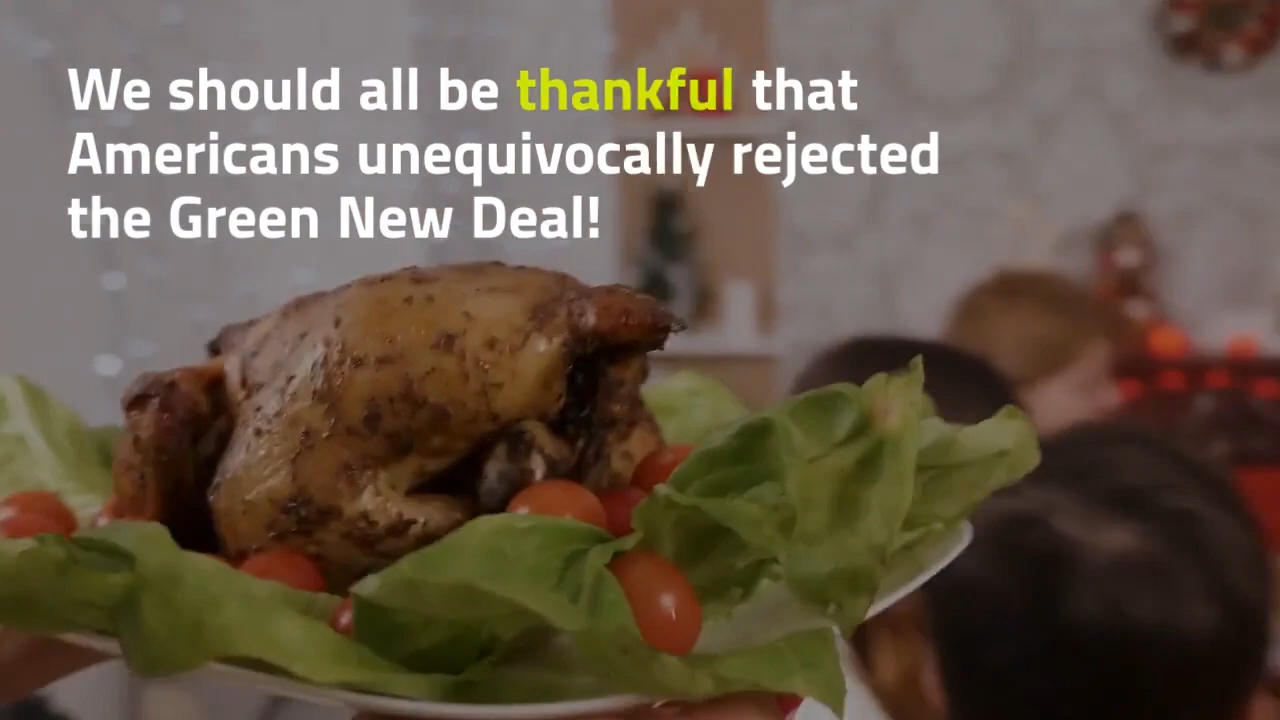 We should all be thankful that
Americans unequivocally rejected
the Green New Deal!